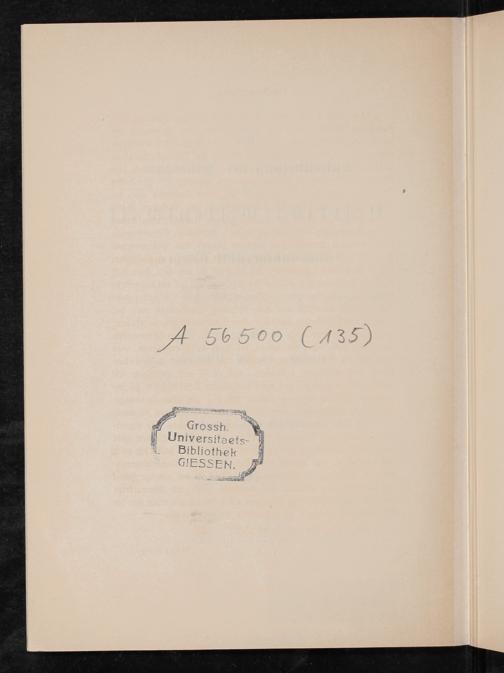 A 56500 (135)
Grossh.
Universitaets-
Bibliothek
GIESSEN.